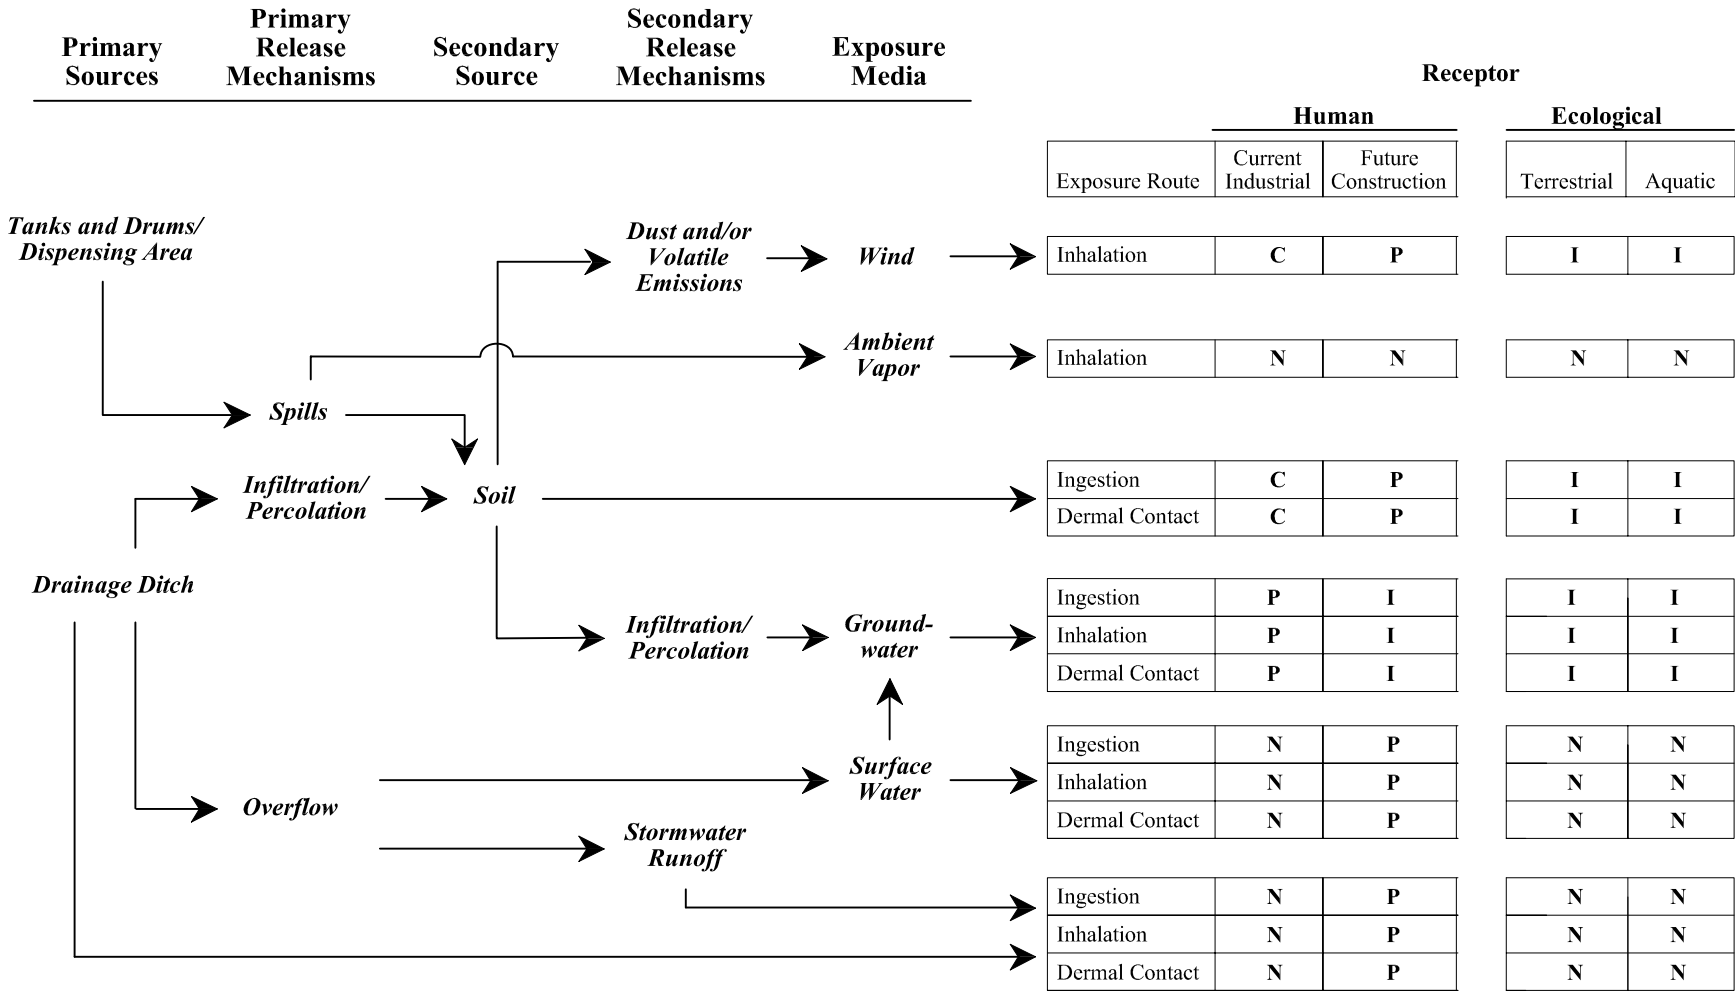 Primary
Sources
Primary
Release
Mechanisms
Secondary
Source
Secondary
Release
Mechanisms
Exposure
Media
Receptor
Human
Ecological
Exposure Route
Current
Industrial
Future
Construction
Terrestrial
Aquatic
Tanks and Drums/
Dispensing Area
Dust and/or
Volatile
Emissions
Wind
Inhalation C P I I
Ambient
Vapor
Inhalation N N N N
Spills
Infiltration/
Percolation
Soil
Ingestion C P I I
Dermal Contact C P I I
Drainage Ditch
Infiltration/
Percolation
Ground-
water
Ingestion P I I I
Inhalation P I I I
Dermal Contact P I I I
Overflow
Surface
Water
Ingestion N P N N
Inhalation N P N N
Dermal Contact N P N N
Stormwater
Runoff
Ingestion N P N N
Inhalation N P N N
Dermal Contact N P N N